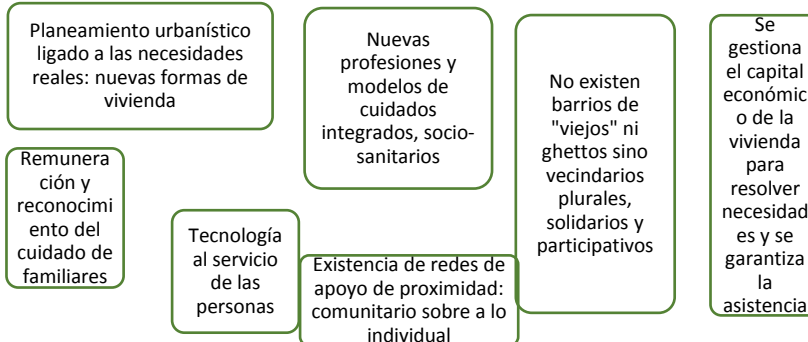 Planeamiento urbanístico
ligado a las necesidades
reales: nuevas formas de
vivienda
Nuevas
profesiones y
modelos de
cuidados
integrados, socio-
sanitarios
No existen
barrios de
"viejos" ni
ghettos sino
vecindarios
plurales,
solidarios y
participativos
Se
gestiona
el capital
económic
o de la
vivienda
para
resolver
necesidad
es y se
garantiza
la
asistencia
Remunera
ción y
reconocimi
ento del
cuidado de
familiares
Tecnología
al servicio
de las
personas
Existencia de redes de
apoyo de proximidad:
comunitario sobre a lo
individual